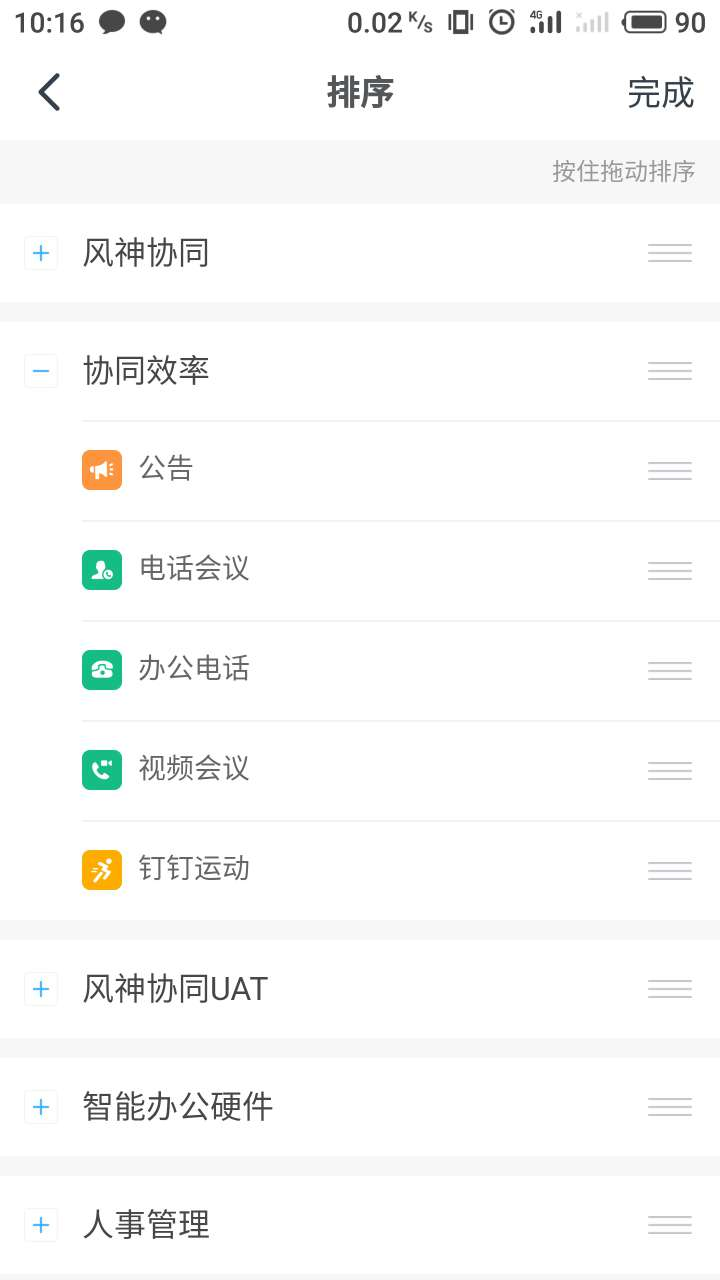 10:16 0.02 K/s 4G 90
排序 完成
按住拖动排序
风神协同
协同效率
公告
电话会议
办公电话
视频会议
钉钉运动
风神协同UAT
智能办公硬件
人事管理